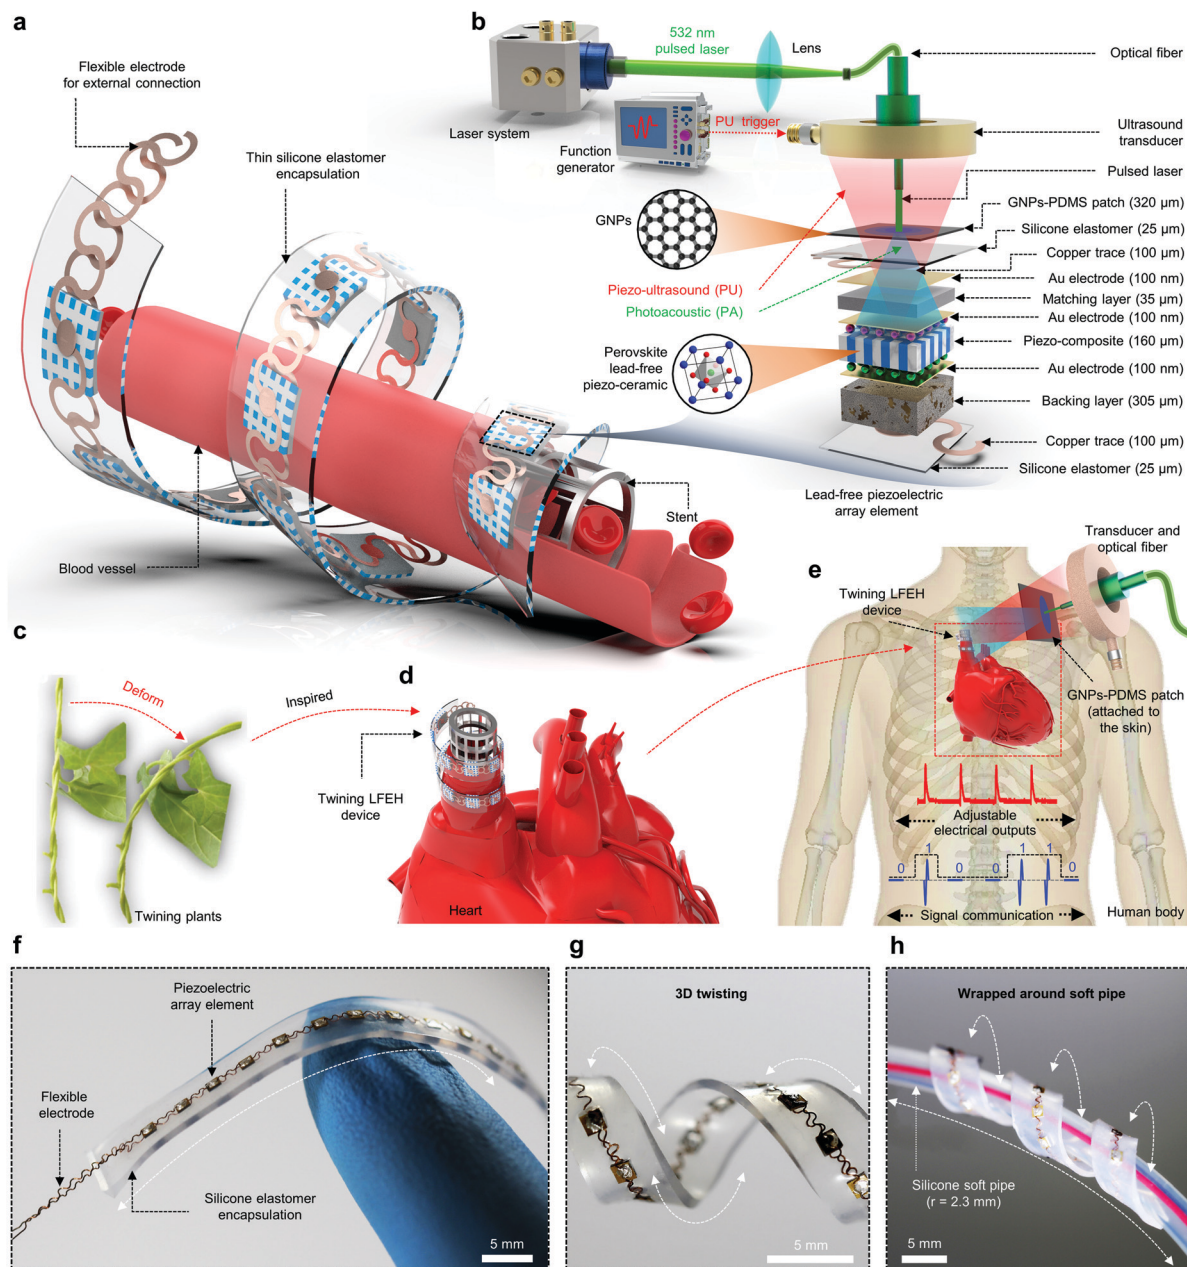 a
Flexible electrode
for external connection
Thin silicone elastomer
encapsulation
Blood vessel
Stent
b
532 nm
pulsed laser
Lens
Optical fiber
Laser system
Function
generator
PU trigger
Ultrasound
transducer
Pulsed laser
GNPs
GNPs-PDMS patch (320 µm)
Silicone elastomer (25 µm)
Copper trace (100 µm)
Au electrode (100 nm)
Piezo-ultrasound (PU)
Matching layer (35 µm)
Photoacoustic (PA)
Au electrode (100 nm)
Piezo-composite (160 µm)
Perovskite
lead-free
piezo-ceramic
Au electrode (100 nm)
Backing layer (305 µm)
Copper trace (100 µm)
Silicone elastomer (25 µm)
Lead-free piezoelectric
array element
c
Deform
Inspired
Twining plants
d
Twining LFEH
device
Heart
e
Transducer and
optical fiber
Twining LFEH
device
GNPs-PDMS patch
(attached to
the skin)
Adjustable
electrical outputs
0 1 0 0 1 1 0
Signal communication
Human body
f
Piezoelectric
array element
Flexible
electrode
Silicone elastomer
encapsulation
5 mm
g
3D twisting
5 mm
h
Wrapped around soft pipe
Silicone soft pipe
(r = 2.3 mm)
5 mm